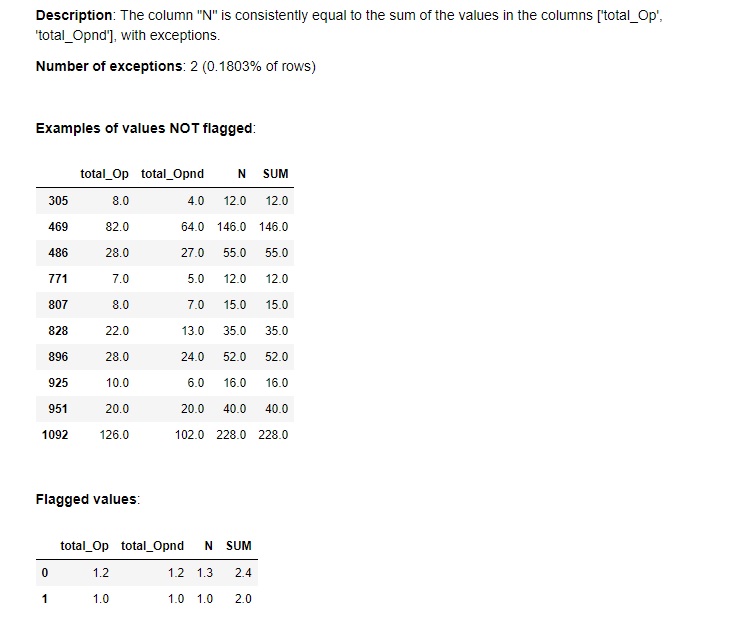 Description: The column "N" is consistently equal to the sum of the values in the columns ['total_Op',
'total_Opnd'], with exceptions.
Number of exceptions: 2 (0.1803% of rows)
Examples of values NOT flagged:
total_Op total_Opnd N SUM
305 8.0 4.0 12.0 12.0
469 82.0 64.0 146.0 146.0
486 28.0 27.0 55.0 55.0
771 7.0 5.0 12.0 12.0
807 8.0 7.0 15.0 15.0
828 22.0 13.0 35.0 35.0
896 28.0 24.0 52.0 52.0
925 10.0 6.0 16.0 16.0
951 20.0 20.0 40.0 40.0
1092 126.0 102.0 228.0 228.0
Flagged values:
total_Op total_Opnd N SUM
0 1.2 1.2 1.3 2.4
1 1.0 1.0 1.0 2.0